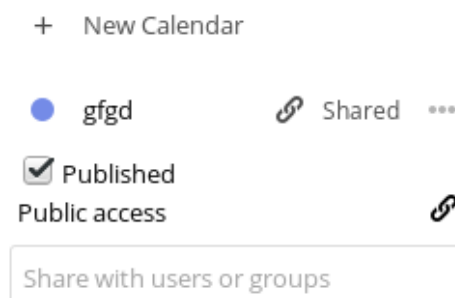 + New Calendar
gfgd Shared •••
Published
Public access
Share with users or groups